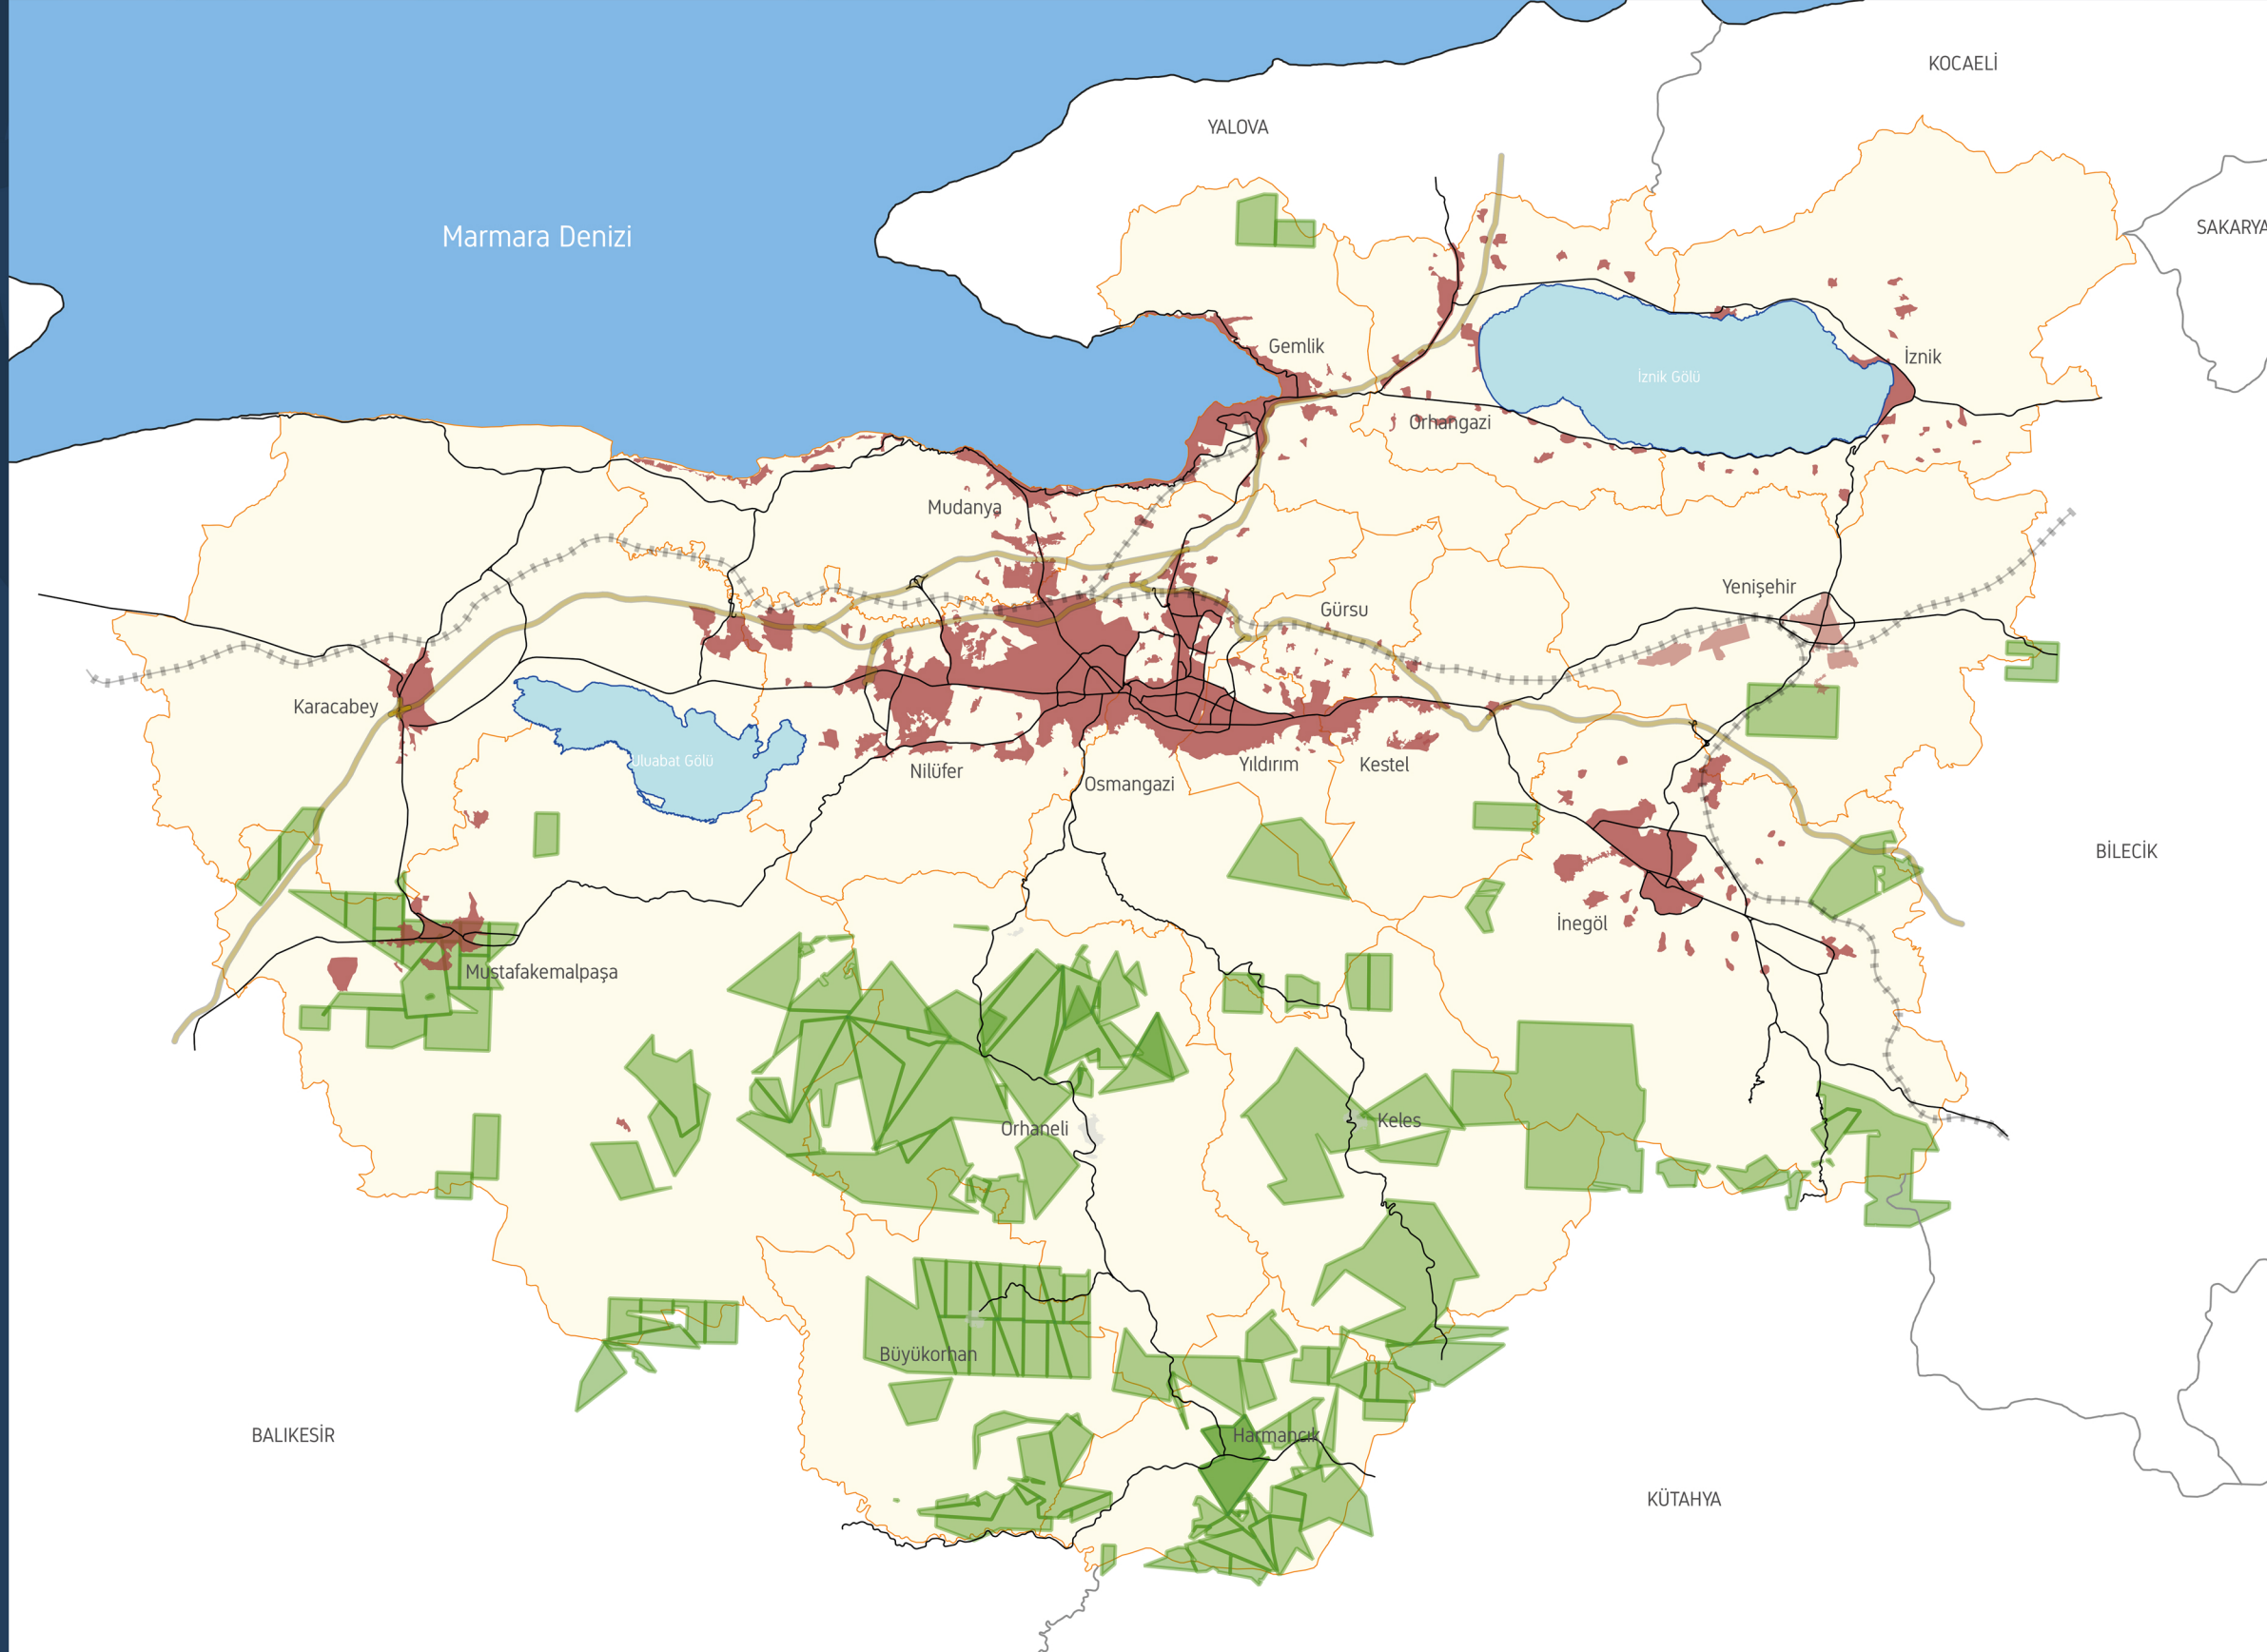 KOCAELİ
YALOVA
SAKARYA
Marmara Denizi
Gemlik
İznik
İznik Gölü
Orhangazi
Mudanya
Yenişehir
Gürsu
Karacabey
Uluabat Gölü
Nilüfer
Yıldırım
Kestel
Osmangazi
BİLECİK
İnegöl
Mustafakemalpaşa
Orhaneli
Keles
Büyükorhan
BALIKESİR
Harmancık
KÜTAHYA